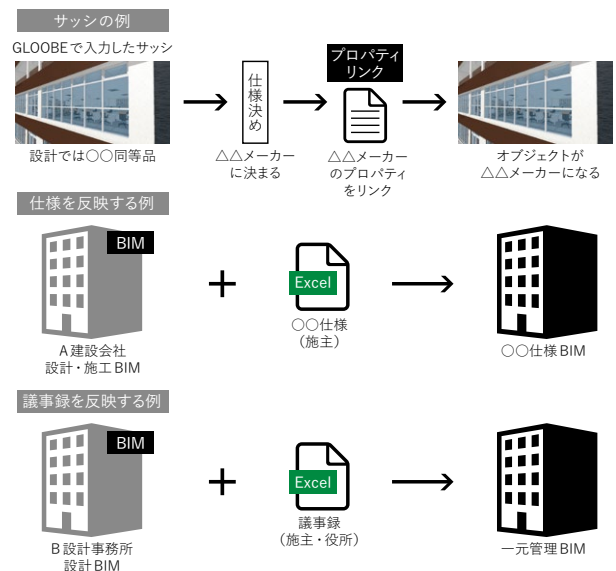 サッシの例
GLOOBEで入力したサッシ
設計では○○同等品
仕様決め
△△メーカー
に決まる
プロパティ
リンク
△△メーカー
のプロパティ
をリンク
オブジェクトが
△△メーカーになる
仕様を反映する例
BIM
A建設会社
設計・施工BIM
+
Excel
○○仕様
(施主)
○○仕様BIM
議事録を反映する例
BIM
B設計事務所
設計BIM
+
Excel
議事録
(施主・役所)
一元管理BIM